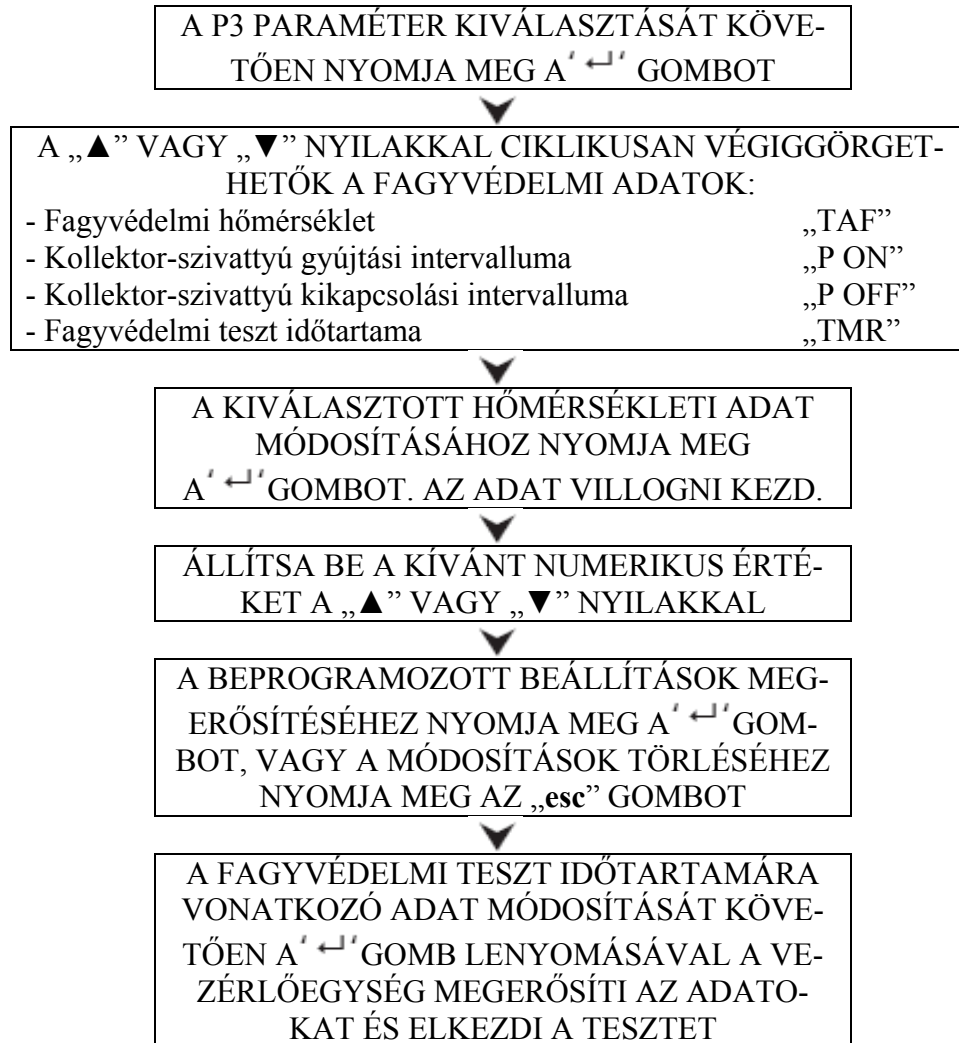 A P3 PARAMÉTER KIVÁLASZTÁSÁT KÖVE-
TŐEN NYOMJA MEG A' ↵' GOMBOT
A „▲” VAGY „▼” NYILAKKAL CIKLIKUSAN VÉGIGGÖRGET-
HETŐK A FAGYVÉDELMI ADATOK:
- Fagyvédelmi hőmérséklet „TAF”
- Kollektor-szivattyú gyújtási intervalluma „P ON”
- Kollektor-szivattyú kikapcsolási intervalluma „P OFF”
- Fagyvédelmi teszt időtartama „TMR”
A KIVÁLASZTOTT HŐMÉRSÉKLETI ADAT
MÓDOSÍTÁSÁHOZ NYOMJA MEG
A' ↵'GOMBOT. AZ ADAT VILLOGNI KEZD.
ÁLLÍTSA BE A KÍVÁNT NUMERIKUS ÉRTÉ-
KET A „▲” VAGY „▼” NYILAKKAL
A BEPROGRAMOZOTT BEÁLLÍTÁSOK MEG-
ERŐSÍTÉSÉHEZ NYOMJA MEG A' ↵'GOM-
BOT, VAGY A MÓDOSÍTÁSOK TÖRLÉSÉHEZ
NYOMJA MEG AZ „esc” GOMBOT
A FAGYVÉDELMI TESZT IDŐTARTAMÁRA
VONATKOZÓ ADAT MÓDOSÍTÁSÁT KÖVE-
TŐEN A' ↵'GOMB LENYOMÁSÁVAL A VE-
ZÉRLŐEGYSÉG MEGERŐSÍTI AZ ADATO-
KAT ÉS ELKEZDI A TESZTET